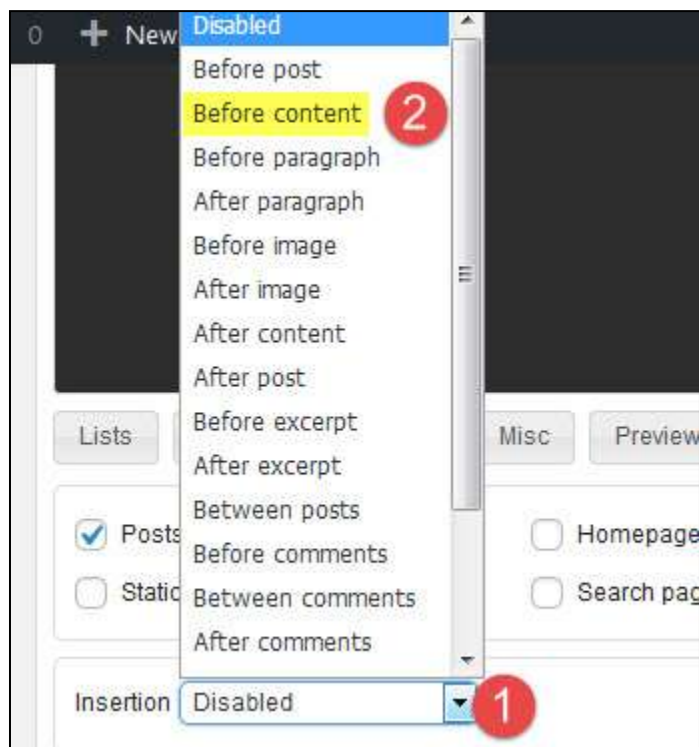 0 + New
Disabled
Before post
Before content 2
Before paragraph
After paragraph
Before image
After image
After content
After post
Before excerpt
After excerpt
Between posts
Before comments
Between comments
After comments
Lists Misc Preview
Posts Homepage
Static Search pag
Insertion Disabled 1